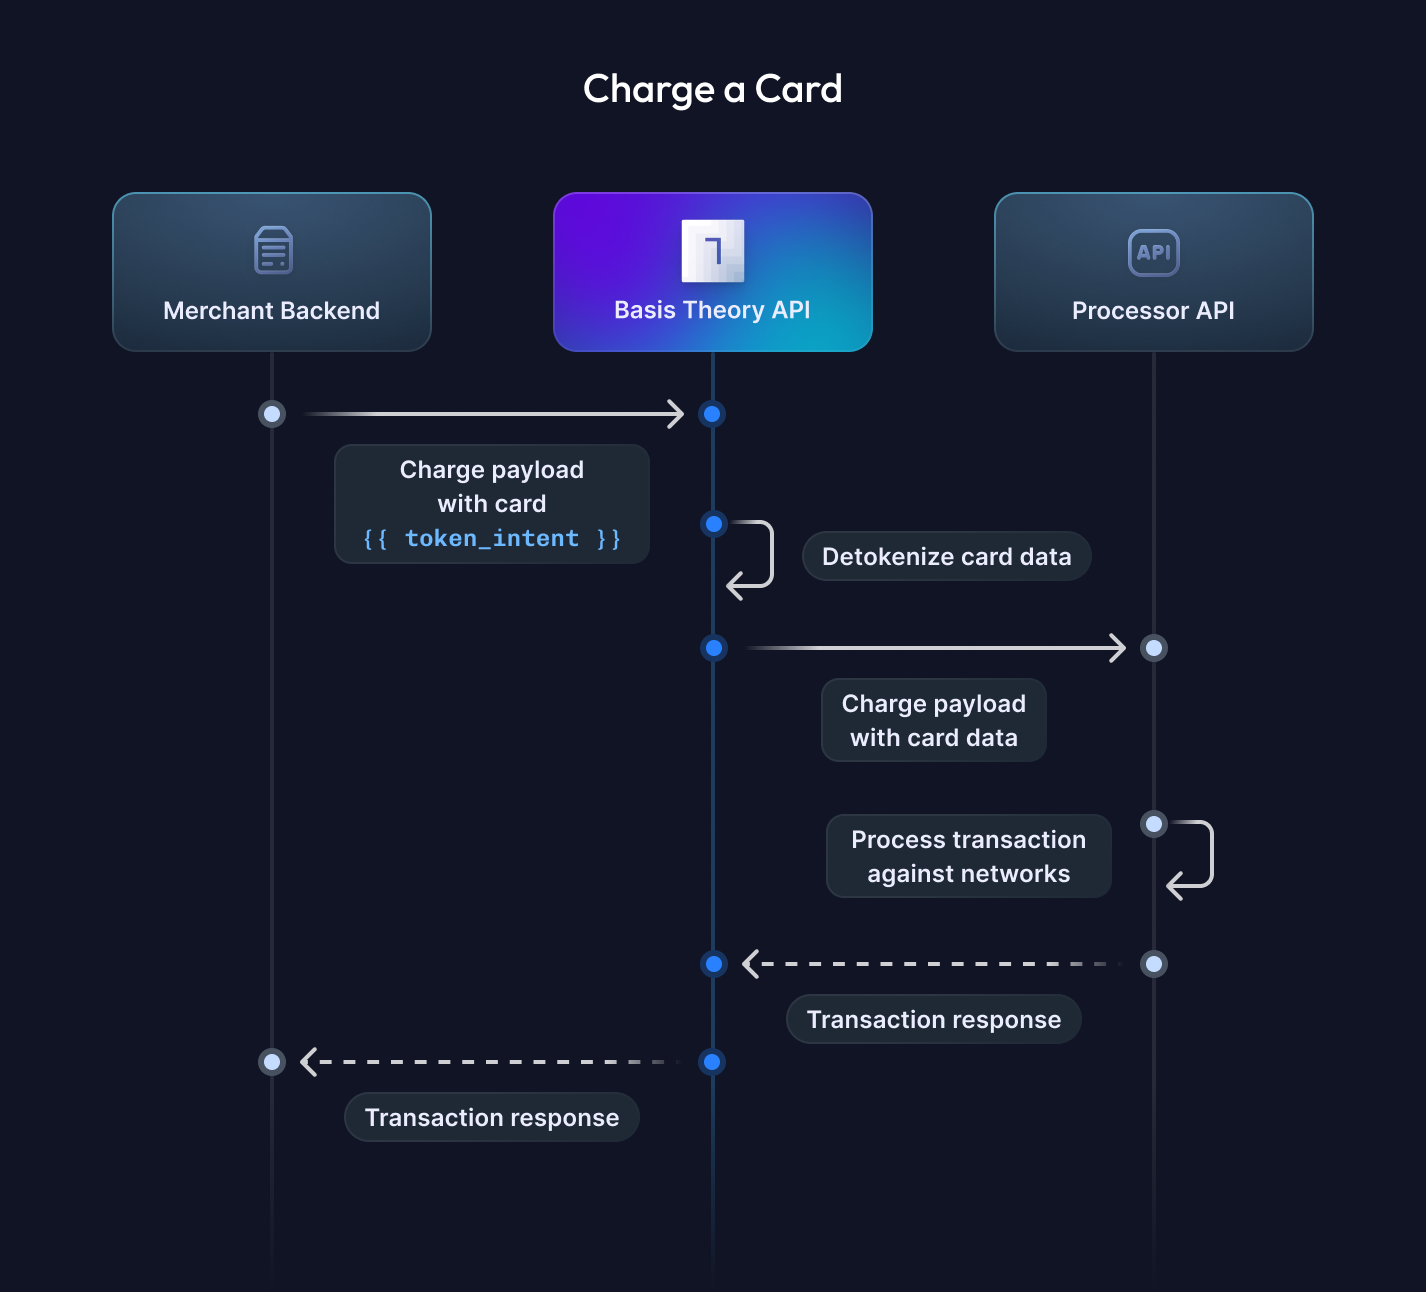 Charge a Card
Merchant Backend
Basis Theory API
API
Processor API
Charge payload
with card
{{ token_intent }}
Detokenize card data
Charge payload
with card data
Process transaction
against networks
Transaction response
Transaction response